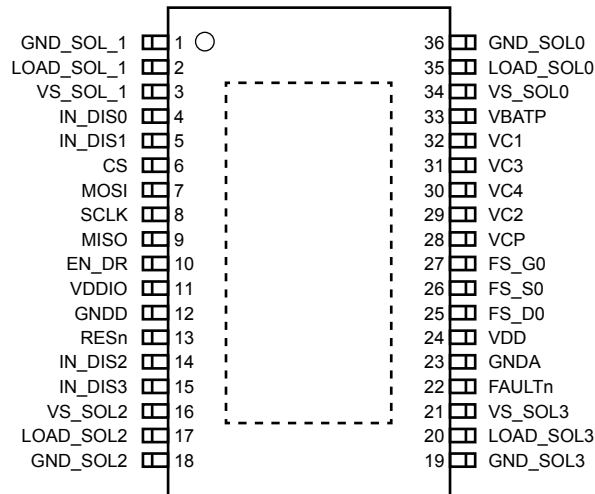 GND_SOL_1 1 36 GND_SOL0
LOAD_SOL_1 2 35 LOAD_SOL0
VS_SOL_1 3 34 VS_SOL0
IN_DIS0 4 33 VBATP
IN_DIS1 5 32 VC1
CS 6 31 VC3
MOSI 7 30 VC4
SCLK 8 29 VC2
MISO 9 28 VCP
EN_DR 10 27 FS_G0
VDDIO 11 26 FS_S0
GNDD 12 25 FS_D0
RESn 13 24 VDD
IN_DIS2 14 23 GNDA
IN_DIS3 15 22 FAULTn
VS_SOL2 16 21 VS_SOL3
LOAD_SOL2 17 20 LOAD_SOL3
GND_SOL2 18 19 GND_SOL3